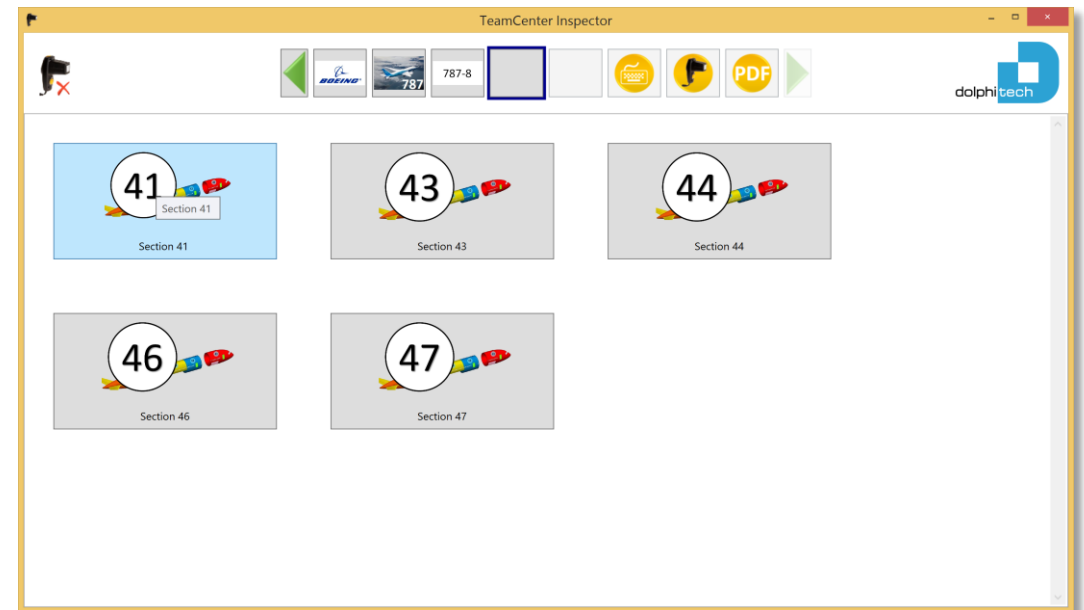 TeamCenter Inspector
BOEING
787
787-8
PDF
dolphitech
41
Section 41
Section 41
43
Section 43
44
Section 44
46
Section 46
47
Section 47